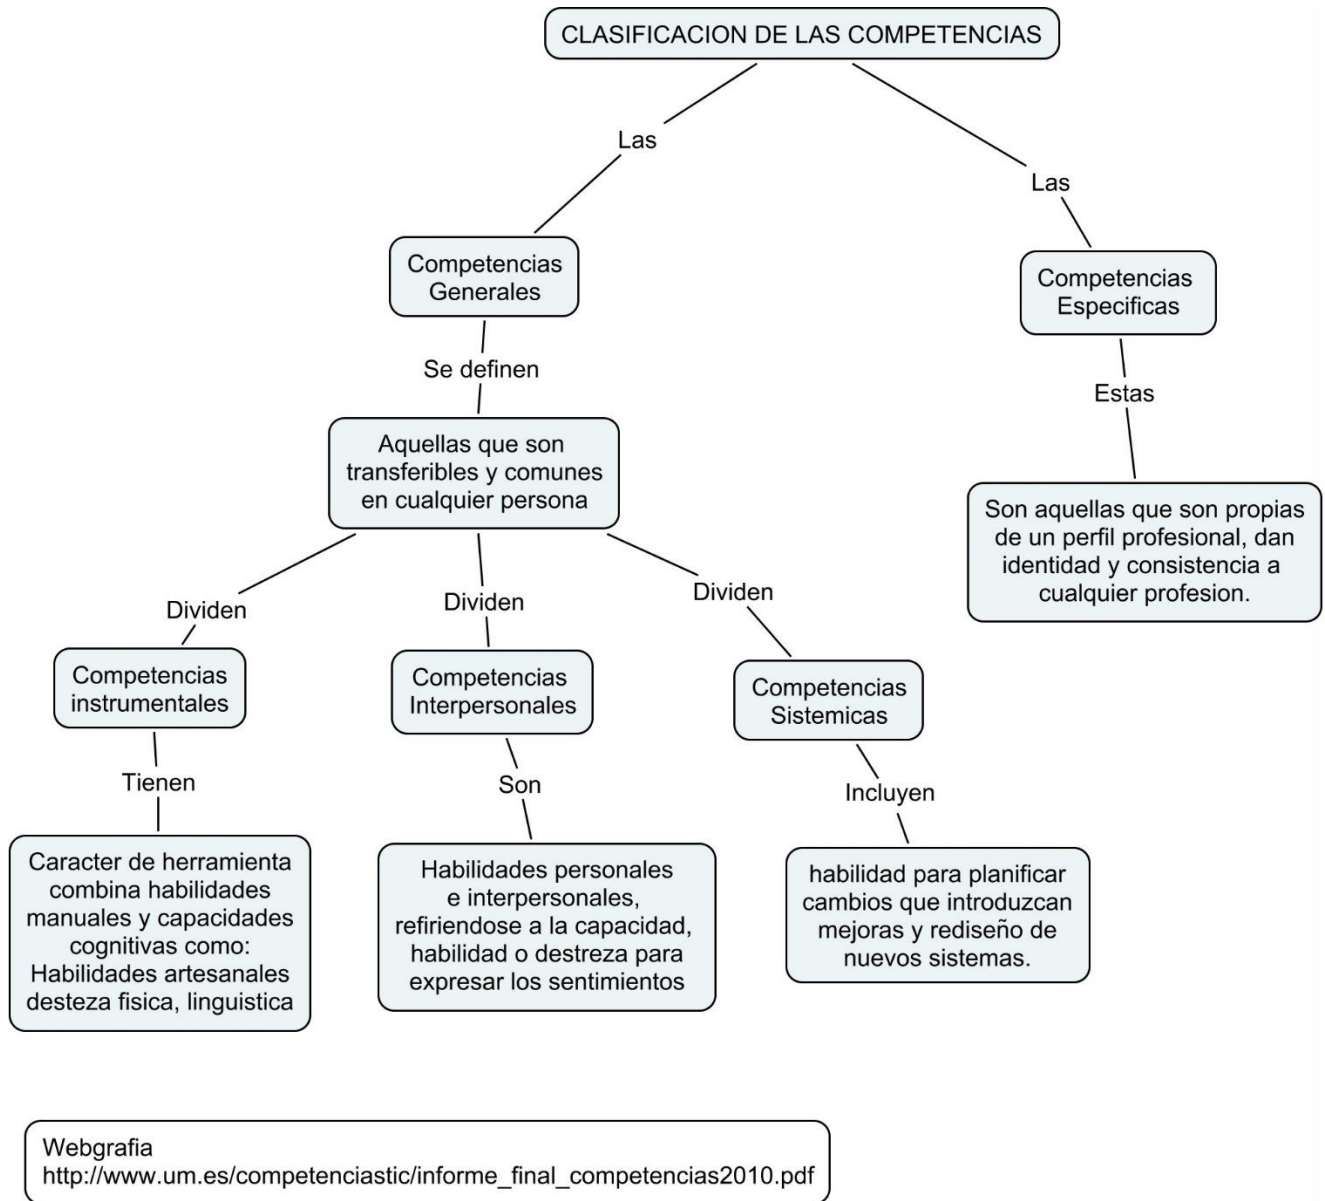 CLASIFICACION DE LAS COMPETENCIAS
Las
Las
Competencias
Generales
Competencias
Especificas
Se definen
Estas
Aquellas que son
transferibles y comunes
en cualquier persona
Son aquellas que son propias
de un perfil profesional, dan
identidad y consistencia a
cualquier profesion.
Dividen
Dividen
Dividen
Competencias
instrumentales
Competencias
Interpersonales
Competencias
Sistemicas
Tienen
Son
Incluyen
Caracter de herramienta
combina habilidades
manuales y capacidades
cognitivas como:
Habilidades artesanales
desteza fisica, linguistica
Habilidades personales
e interpersonales,
refiriendose a la capacidad,
habilidad o destreza para
expresar los sentimientos
habilidad para planificar
cambios que introduzcan
mejoras y rediseño de
nuevos sistemas.
Webgrafia
http://www.um.es/competenciastic/informe_final_competencias2010.pdf